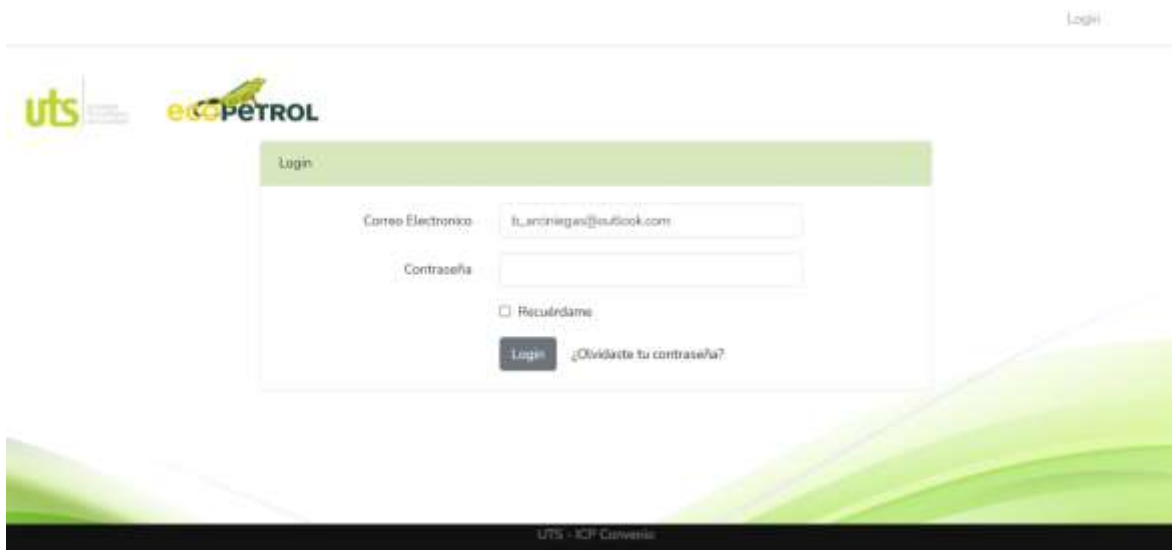 Login
uts
ecopetrol
Login
Correo Electronico
b_arciniegas@outlook.com
Contraseña
Recuérdame
Login ¿Olvidaste tu contraseña?
UTS - ICP Convenio